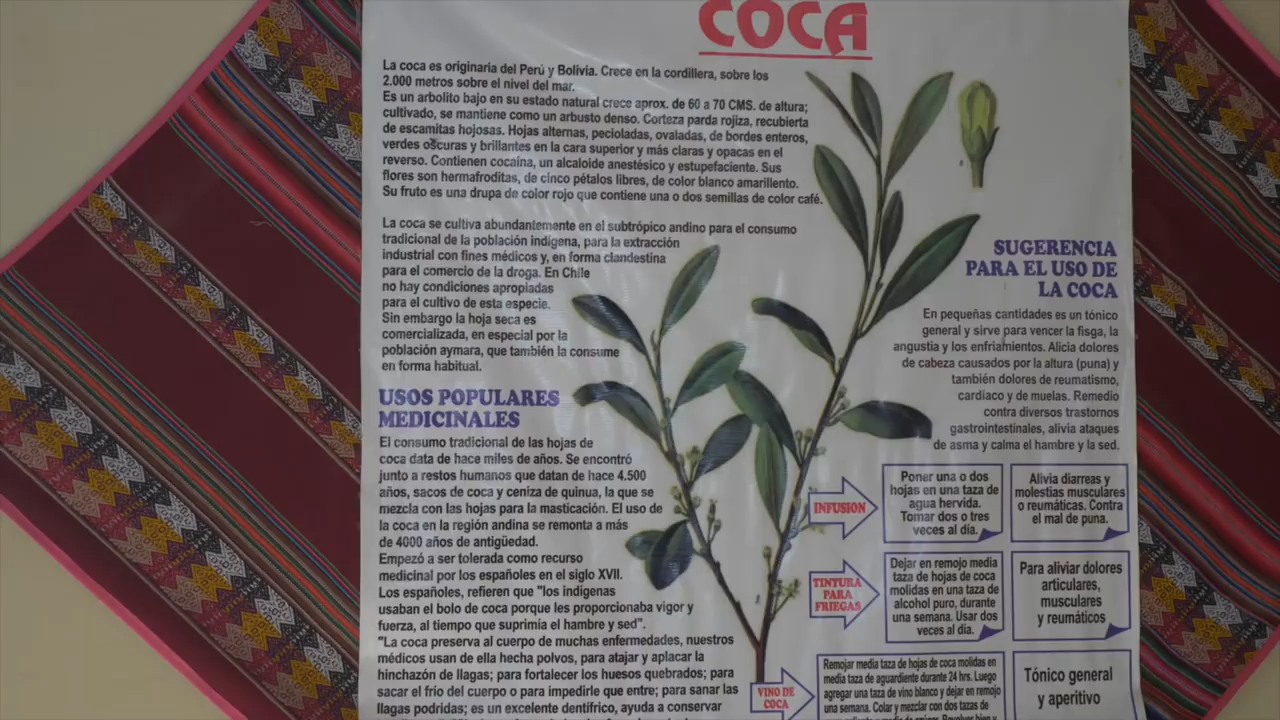 COCA
La coca es originaria del Perú y Bolivia. Crece en la cordillera, sobre los
2.000 metros sobre el nivel del mar.
Es un arbolito bajo en su estado natural crece aprox. de 60 a 70 CMS. de altura;
cultivado, se mantiene como un arbusto denso. Corteza parda rojiza, recubierta
de escamitas hojosas. Hojas alternas, pecioladas, ovaladas, de bordes enteros,
verdes oscuras y brillantes en la cara superior y más claras y opacas en el
reverso. Contienen cocaína, un alcaloide anestésico y estupefaciente. Sus
flores son hermafroditas, de cinco pétalos libres, de color blanco amarillento.
Su fruto es una drupa de color rojo que contiene una o dos semillas de color café.
La coca se cultiva abundantemente en el subtrópico andino para el consumo
tradicional de la población indígena, para la extracción
industrial con fines médicos y, en forma clandestina
para el comercio de la droga. En Chile
no hay condiciones apropiadas
para el cultivo de esta especie.
Sin embargo la hoja seca es
comercializada, en especial por la
población aymara, que también la consume
en forma habitual.
USOS POPULARES
MEDICINALES
El consumo tradicional de las hojas de
coca data de hace miles de años. Se encontró
junto a restos humanos que datan de hace 4.500
años, sacos de coca y ceniza de quinua, la que se
mezcla con las hojas para la masticación. El uso de
la coca en la región andina se remonta a más
de 4000 años de antigüedad.
Empezó a ser tolerada como recurso
medicinal por los españoles en el siglo XVII.
Los españoles, refieren que "los indígenas
usaban el bolo de coca porque les proporcionaba vigor y
fuerza, al tiempo que suprimía el hambre y sed".
"La coca preserva al cuerpo de muchas enfermedades, nuestros
médicos usan de ella hecha polvos, para atajar y aplacar la
hinchazón de llagas; para fortalecer los huesos quebrados; para
sacar el frío del cuerpo o para impedirle que entre; para sanar las
llagas podridas; es un excelente dentífrico, ayuda a conservar
SUGERENCIA
PARA EL USO DE
LA COCA
En pequeñas cantidades es un tónico
general y sirve para vencer la fisga, la
angustia y los enfriamientos. Alicia dolores
de cabeza causados por la altura (puna) y
también dolores de reumatismo,
cardíaco y de muelas. Remedio
contra diversos trastornos
gastrointestinales, alivia ataques
de asma y calma el hambre y la sed.
INFUSION
Poner una o dos
hojas en una taza de
agua hervida.
Tomar dos o tres
veces al día.
Alivia diarreas y
molestias musculares
o reumáticas. Contra
el mal de puna.
TINTURA
PARA
FRIEGAS
Dejar en remojo media
taza de hojas de coca
molidas en una taza de
alcohol puro, durante
una semana. Usar dos
veces al día.
Para aliviar dolores
articulares,
musculares
y reumáticos
VINO DE
COCA
Remojar media taza de hojas de coca molidas en
media taza de aguardiente durante 24 hrs. Luego
agregar una taza de vino blanco y dejar en remojo
una semana. Colar y mezclar con dos tazas de
Tónico general
y aperitivo